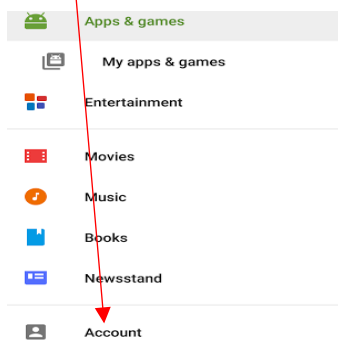 Apps & games
My apps & games
Entertainment
Movies
Music
Books
Newsstand
Account